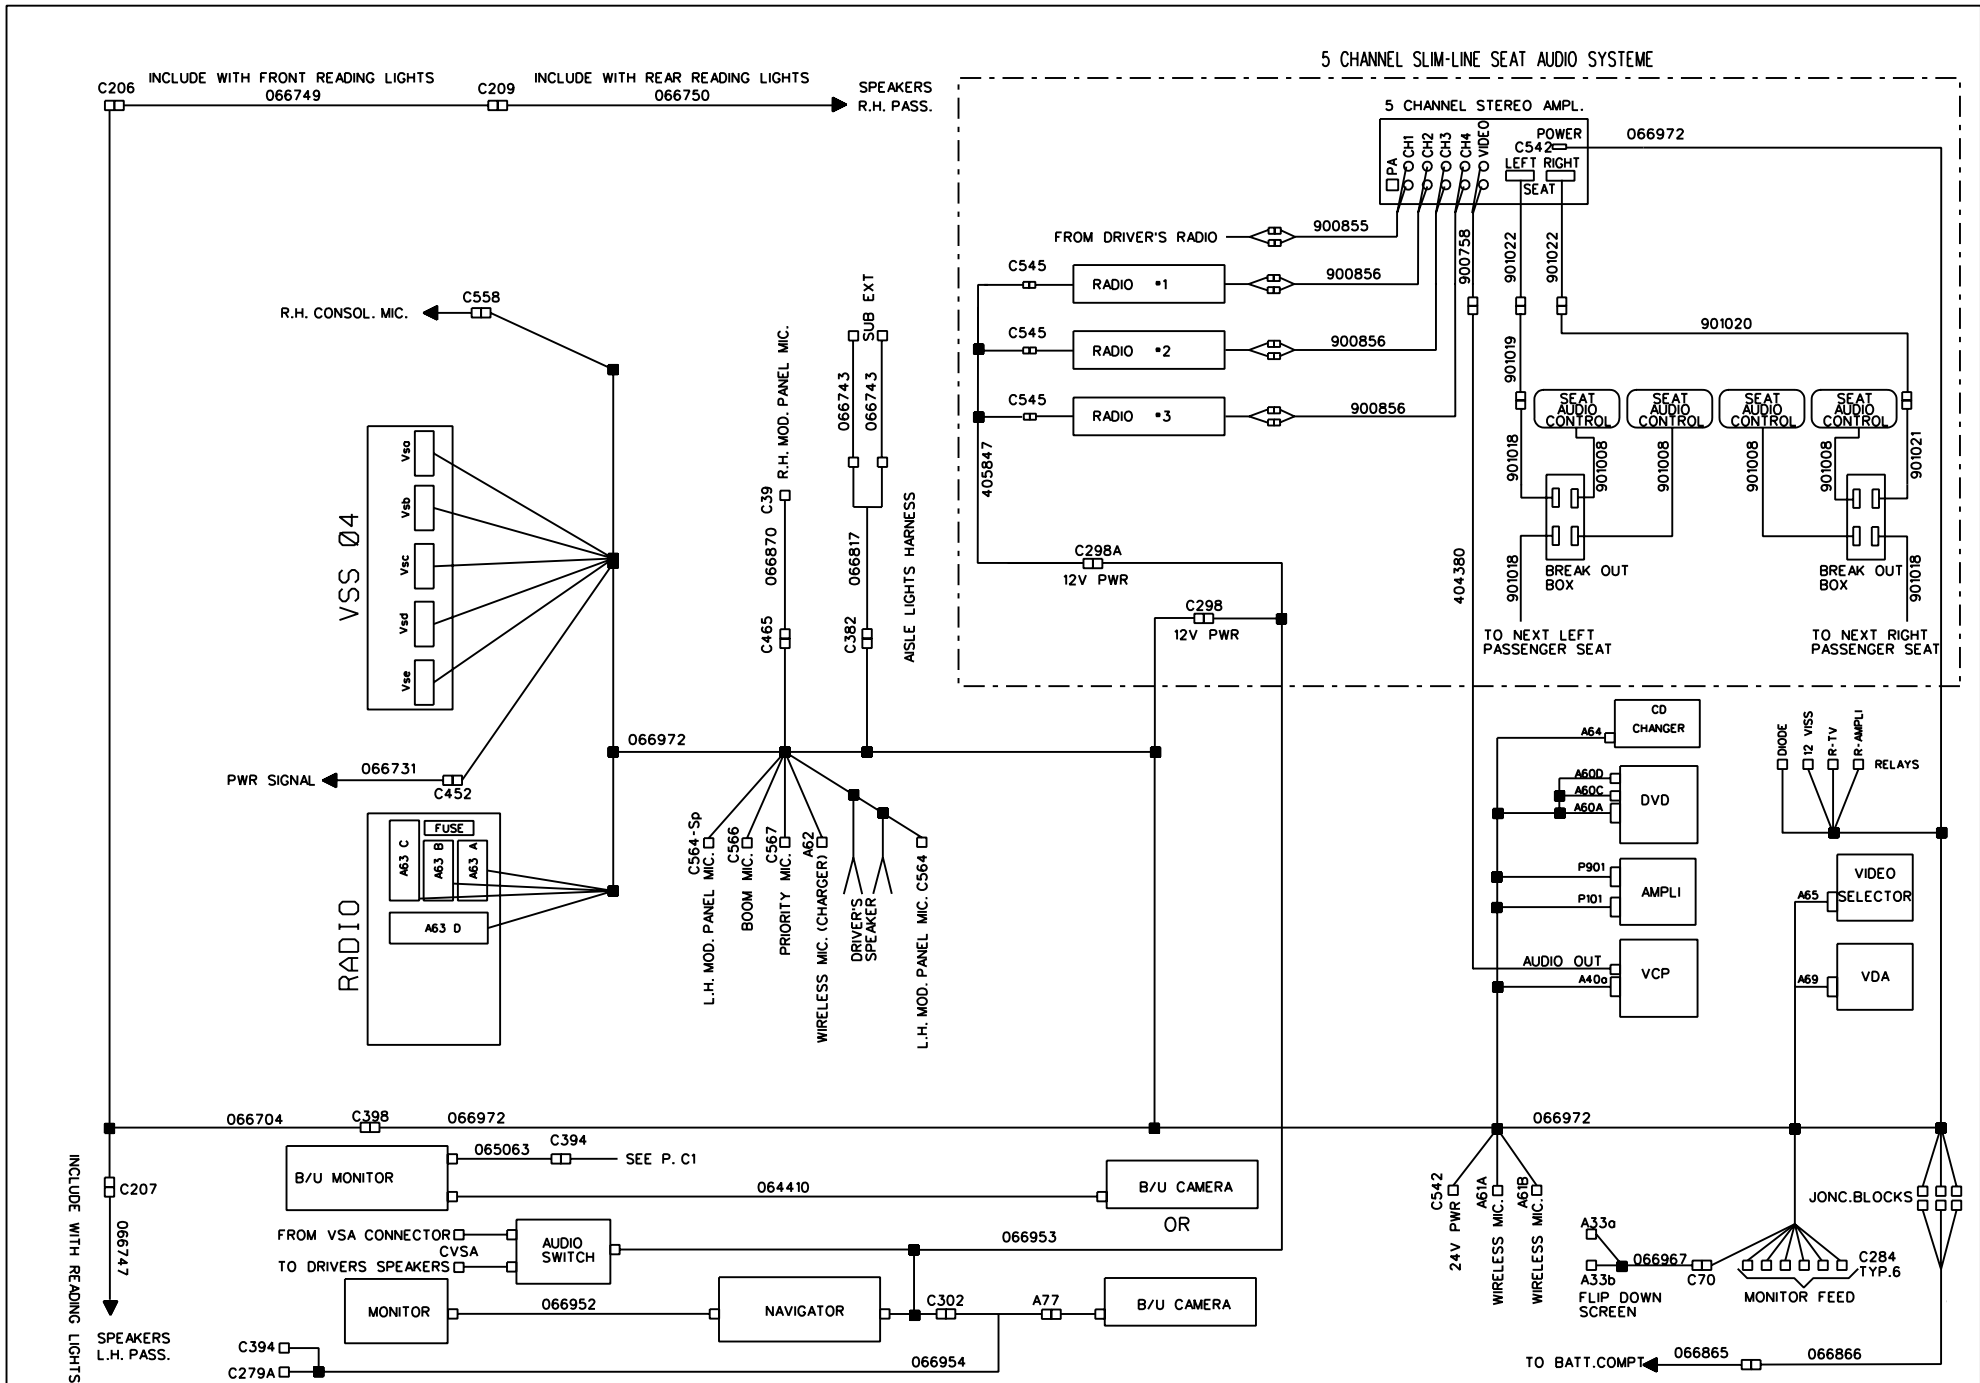 5 CHANNEL SLIM-LINE SEAT AUDIO SYSTEME
C206
INCLUDE WITH FRONT READING LIGHTS
066749
C209
INCLUDE WITH REAR READING LIGHTS
066750
SPEAKERS
R.H. PASS.
5 CHANNEL STEREO AMPL.
PA
CH1
CH2
CH3
CH4
VIDEO
POWER
C542
LEFT RIGHT
SEAT
066972
FROM DRIVER'S RADIO
900855
900758
901022
901022
C545
RADIO *1
900856
C545
RADIO *2
900856
C545
RADIO *3
900856
901020
901019
SEAT
AUDIO
CONTROL
SEAT
AUDIO
CONTROL
SEAT
AUDIO
CONTROL
SEAT
AUDIO
CONTROL
901018
901008
901008
901008
901008
901021
405847
404380
BREAK OUT
BOX
BREAK OUT
BOX
901018
901018
TO NEXT LEFT
PASSENGER SEAT
TO NEXT RIGHT
PASSENGER SEAT
C298A
12V PWR
C298
12V PWR
R.H. CONSOL. MIC.
C558
VSS 04
Vsa
Vsb
Vsc
Vsd
Vse
R.H. MOD. PANEL MIC.
C39
066870
C465
SUB EXT
066743
066743
066817
C382
AISLE LIGHTS HARNESS
066972
PWR SIGNAL
066731
C452
RADIO
FUSE
A63 C
A63 B
A63 A
A63 D
C564-Sp
L.H. MOD. PANEL MIC.
C566
BOOM MIC.
C567
PRIORITY MIC.
A62
WIRELESS MIC. (CHARGER)
DRIVER'S
SPEAKER
L.H. MOD. PANEL MIC. C564
CD
CHANGER
A64
A60D
A60C
A60A
DVD
P901
P101
AMPLI
AUDIO OUT
A40a
VCP
DIODE
12 VISS
R-TV
R-AMPLI
RELAYS
VIDEO
SELECTOR
A65
A69
VDA
066704
C398
066972
066972
INCLUDE WITH READING LIGHTS
C207
066747
SPEAKERS
L.H. PASS.
B/U MONITOR
065063
C394
SEE P. C1
064410
B/U CAMERA
OR
FROM VSA CONNECTOR
CVSA
TO DRIVERS SPEAKERS
AUDIO
SWITCH
066953
MONITOR
066952
NAVIGATOR
C302
A77
B/U CAMERA
C394
C279A
066954
C542
24V PWR
A61A
WIRELESS MIC.
A61B
WIRELESS MIC.
A33a
A33b
FLIP DOWN
SCREEN
066967
C70
C284
TYP.6
MONITOR FEED
JONC.BLOCKS
TO BATT.COMPT
066865
066866